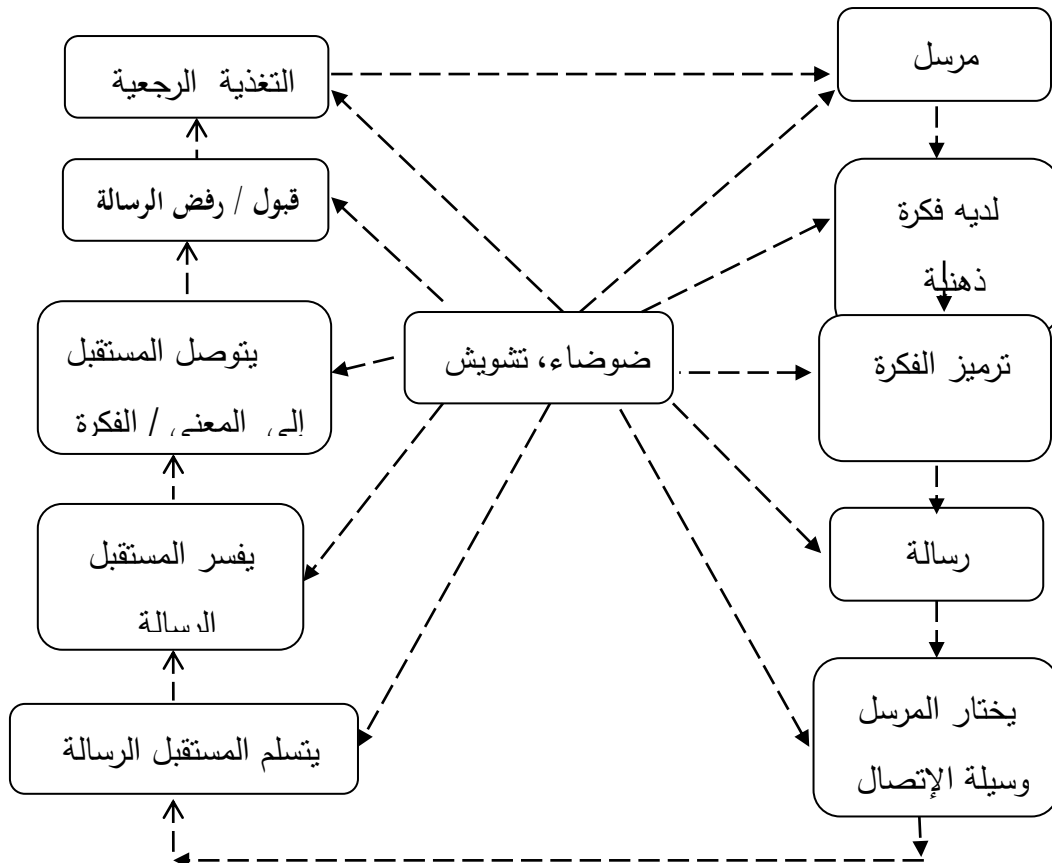 مرسل
لديه فكرة
ذهنية
ترميز الفكرة
رسالة
يختار المرسل
وسيلة الإتصال
ضوضاء، تشويش
التغذية الرجعية
قبول / رفض الرسالة
يتوصل المستقبل
إلى المعنى / الفكرة
يفسر المستقبل
الرسالة
يتسلم المستقبل الرسالة